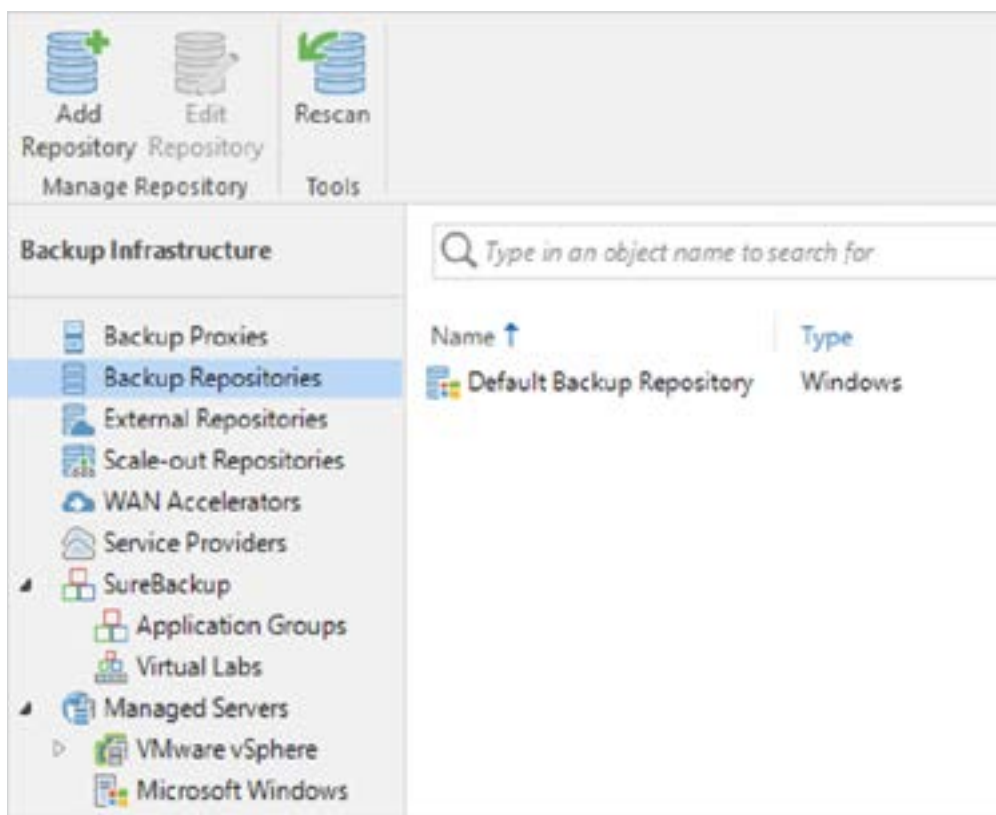 Add Repository
Edit Repository
Rescan
Manage Repository
Tools
Backup Infrastructure
Type in an object name to search for
Backup Proxies
Backup Repositories
External Repositories
Scale-out Repositories
WAN Accelerators
Service Providers
SureBackup
Application Groups
Virtual Labs
Managed Servers
VMware vSphere
Microsoft Windows
Name Type
Default Backup Repository Windows